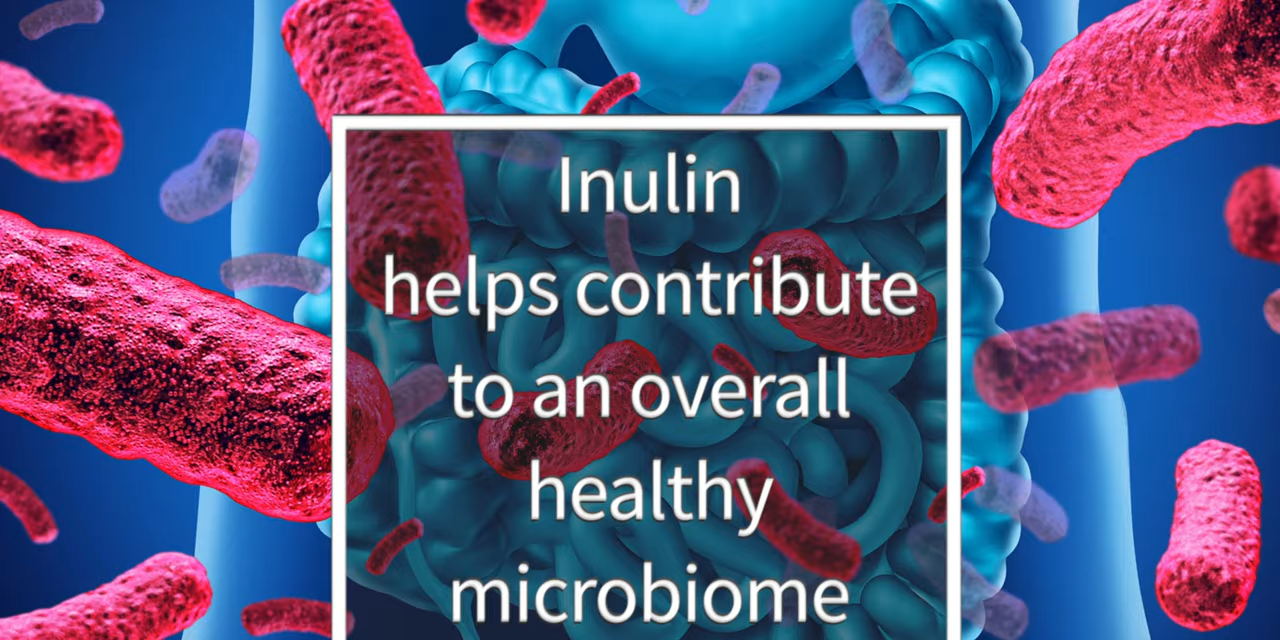 Inulin
helps contribute
to an overall
healthy
microbiome